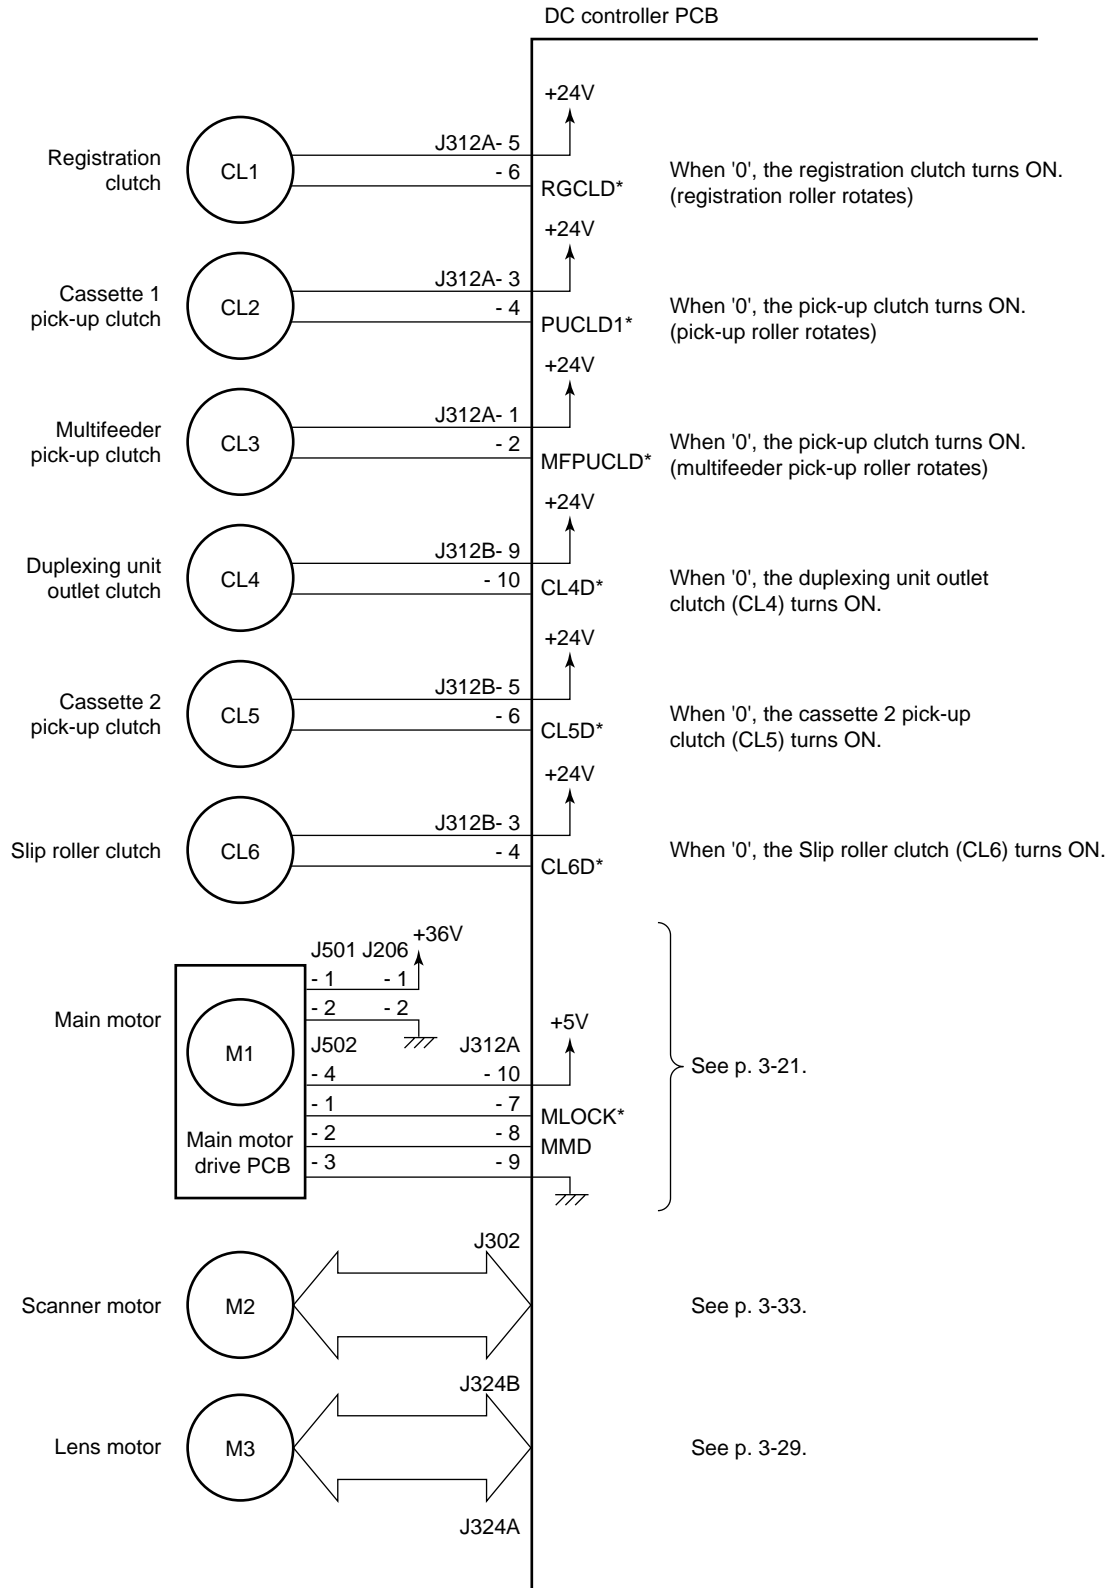 DC controller PCB
+24V
J312A- 5
Registration
clutch
CL1
- 6
RGCLD*
When '0', the registration clutch turns ON.
(registration roller rotates)
+24V
J312A- 3
Cassette 1
pick-up clutch
CL2
- 4
PUCLD1*
When '0', the pick-up clutch turns ON.
(pick-up roller rotates)
+24V
J312A- 1
Multifeeder
pick-up clutch
CL3
- 2
MFPUCLD*
When '0', the pick-up clutch turns ON.
(multifeeder pick-up roller rotates)
+24V
J312B- 9
Duplexing unit
outlet clutch
CL4
- 10
CL4D*
When '0', the duplexing unit outlet
clutch (CL4) turns ON.
+24V
J312B- 5
Cassette 2
pick-up clutch
CL5
- 6
CL5D*
When '0', the cassette 2 pick-up
clutch (CL5) turns ON.
+24V
J312B- 3
Slip roller clutch
CL6
- 4
CL6D*
When '0', the Slip roller clutch (CL6) turns ON.
+36V
J501 J206
- 1 - 1
- 2 - 2
Main motor
M1
+5V
J502 J312A
- 4 - 10
- 1 - 7
MLOCK*
- 2 - 8
MMD
- 3 - 9
Main motor
drive PCB
See p. 3-21.
J302
Scanner motor
M2
See p. 3-33.
J324B
Lens motor
M3
See p. 3-29.
J324A